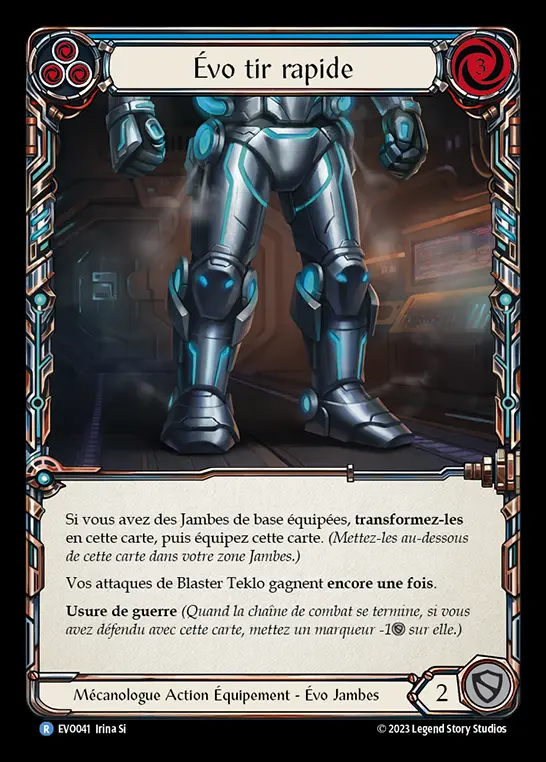 Évo tir rapide
3
Si vous avez des Jambes de base équipées, transformez-les
en cette carte, puis équipez cette carte. (Mettez-les au-dessous
de cette carte dans votre zone Jambes.)
Vos attaques de Blaster Teklo gagnent encore une fois.
Usure de guerre (Quand la chaîne de combat se termine, si vous
avez défendu avec cette carte, mettez un marqueur -1 sur elle.)
Mécanologue Action Équipement - Évo Jambes
2
R EVO041 Irina Si
© 2023 Legend Story Studios